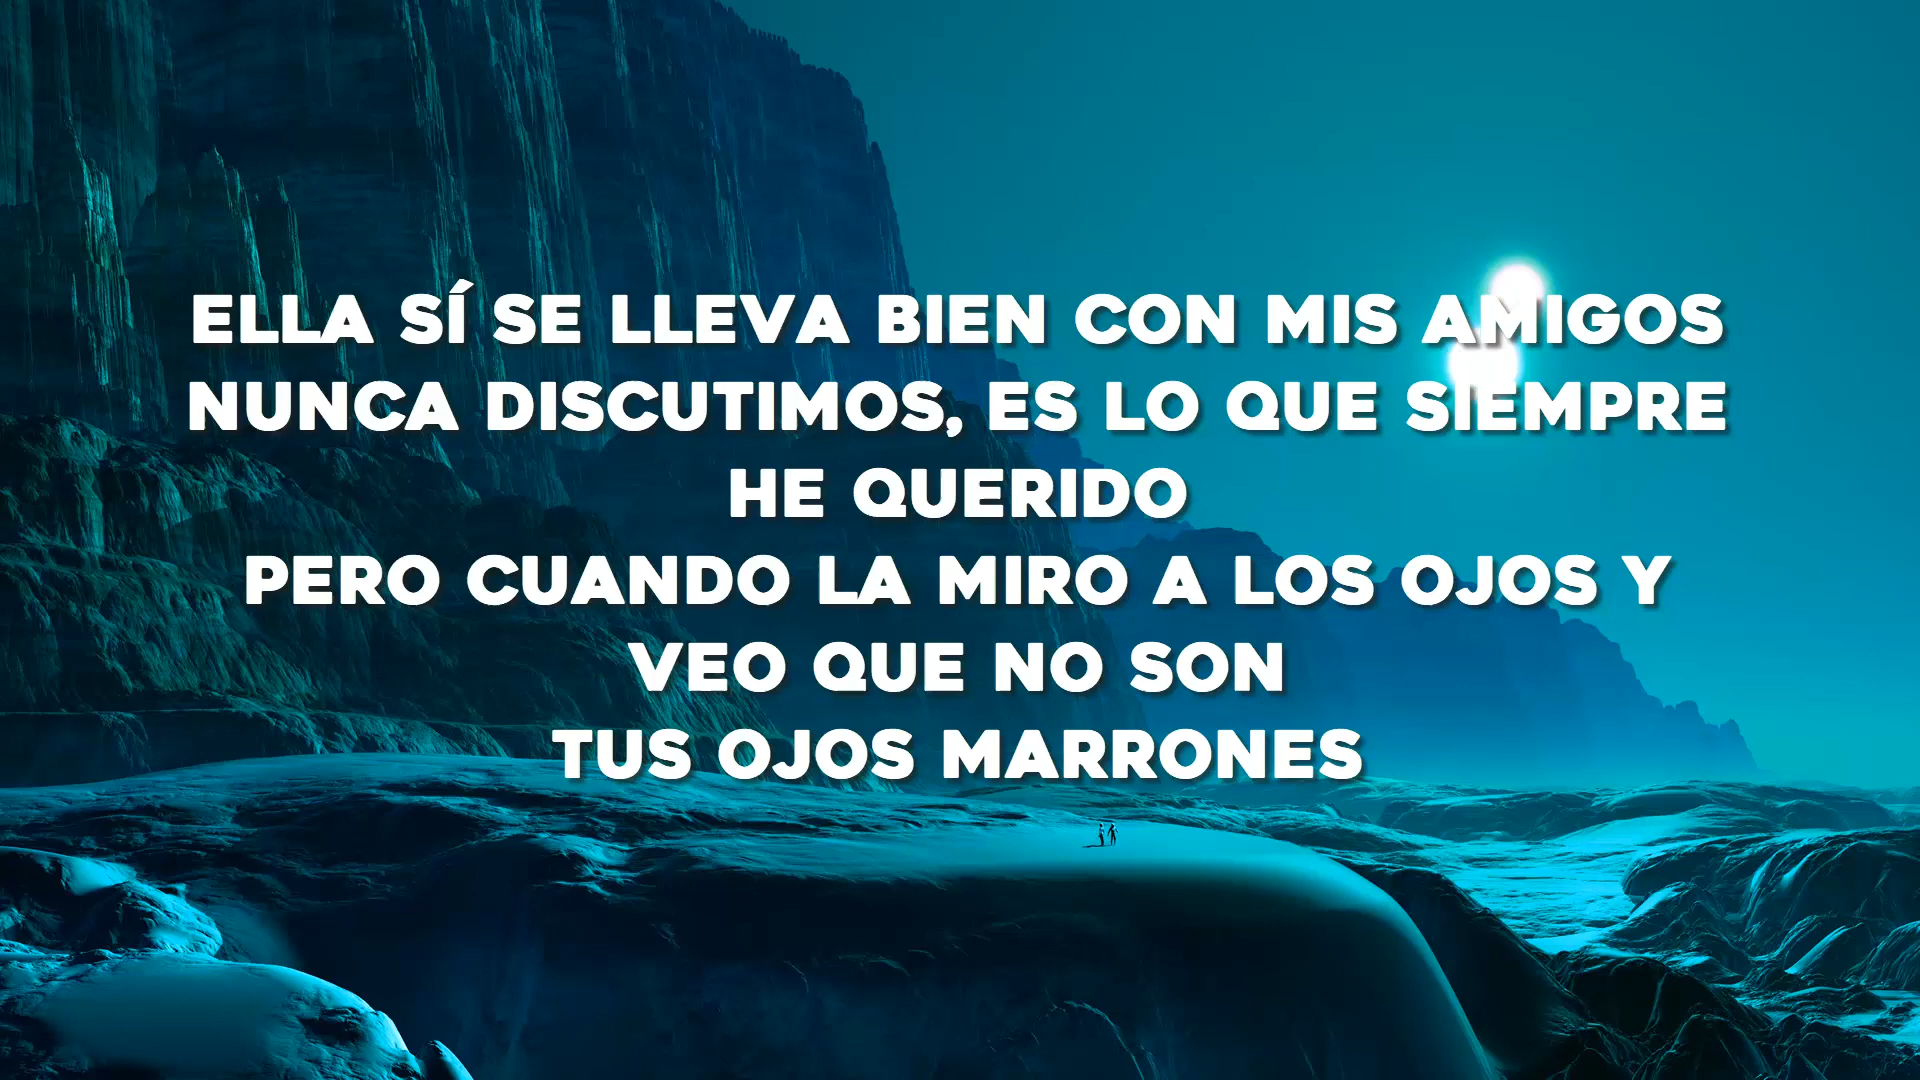 ELLA SÍ SE LLEVA BIEN CON MIS AMIGOS
NUNCA DISCUTIMOS, ES LO QUE SIEMPRE
HE QUERIDO
PERO CUANDO LA MIRO A LOS OJOS Y
VEO QUE NO SON
TUS OJOS MARRONES